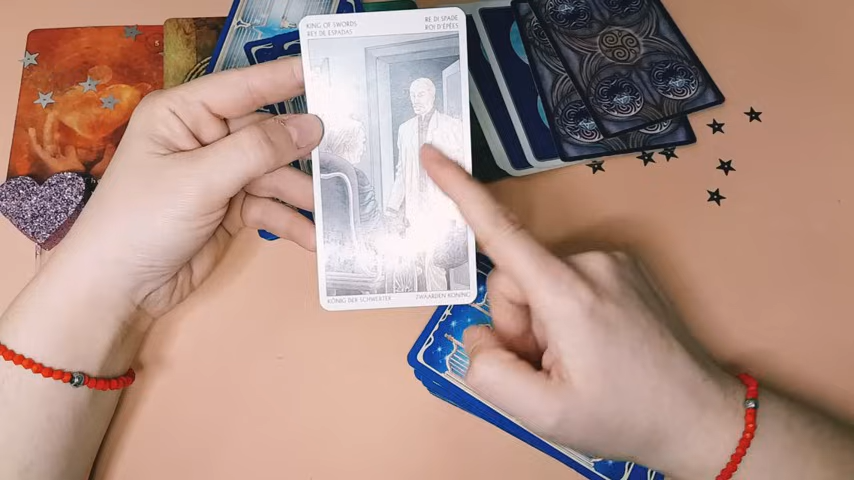 KING OF SWORDS
REY DE ESPADAS
RE DI SPADE
ROI D'ÉPÉES
KÖNIG DER SCHWERTER
ZWAARDEN KONING